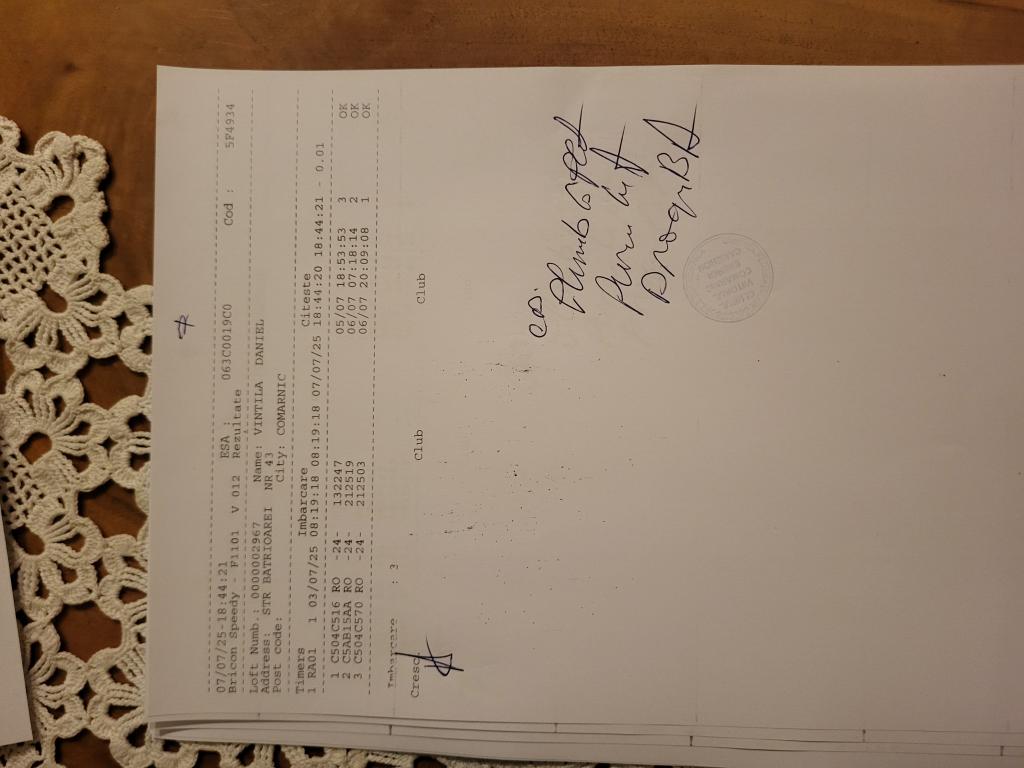 07/07/25-18:44:21 ESA : 063C0019C0 Cod : 5F4934
Bricon Speedy - F1101 V 012 Rezultate
Loft Numb.: 0000002967 Name: VINTILA DANIEL
Address: STR BATRIOAREI NR 43
Post code: City: COMARNIC
Timers Imbarcare Citeste
1 RA01 1 03/07/25 08:19:18 08:19:18 07/07/25 18:44:20 18:44:21 - 0.01
1 C504C516 RO -24- 132247 05/07 18:53:53 3 OK
2 C5AB15AA RO -24- 212519 06/07 07:18:14 2 OK
3 C504C570 RO -24- 212503 06/07 20:09:08 1 OK
Imbarcare : 3
Cresc. Club Club